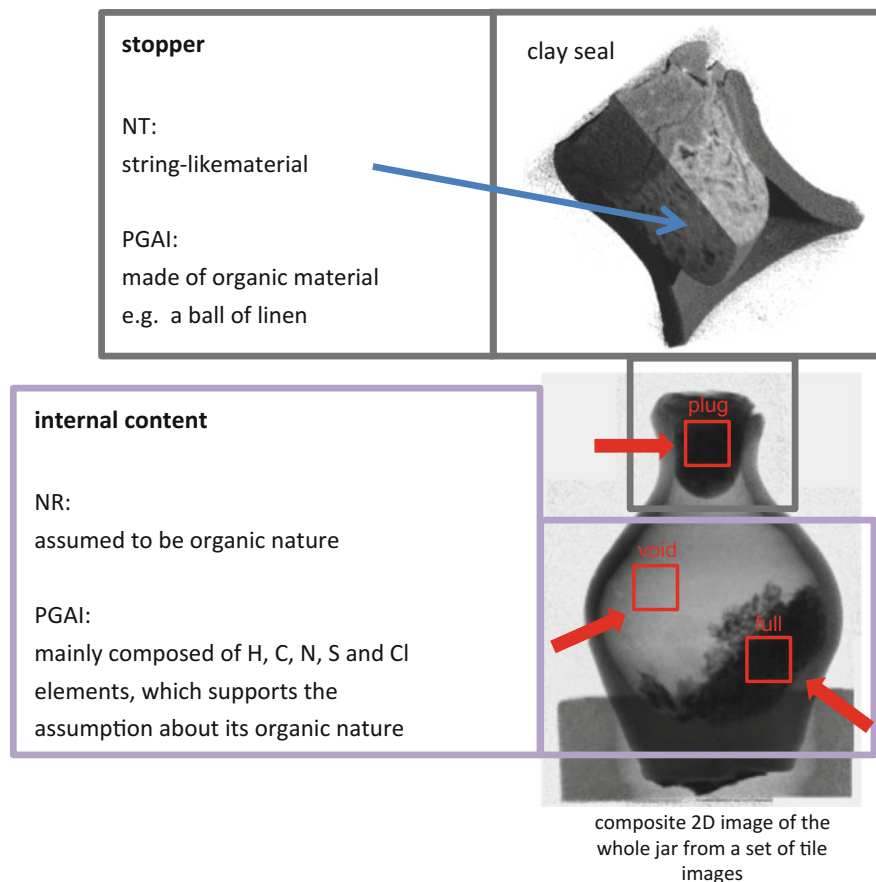 stopper
NT:
string-likematerial
PGAI:
made of organic material
e.g. a ball of linen
clay seal
internal content
NR:
assumed to be organic nature
PGAI:
mainly composed of H, C, N, S and Cl
elements, which supports the
assumption about its organic nature
plug
void
full
composite 2D image of the
whole jar from a set of tile
images